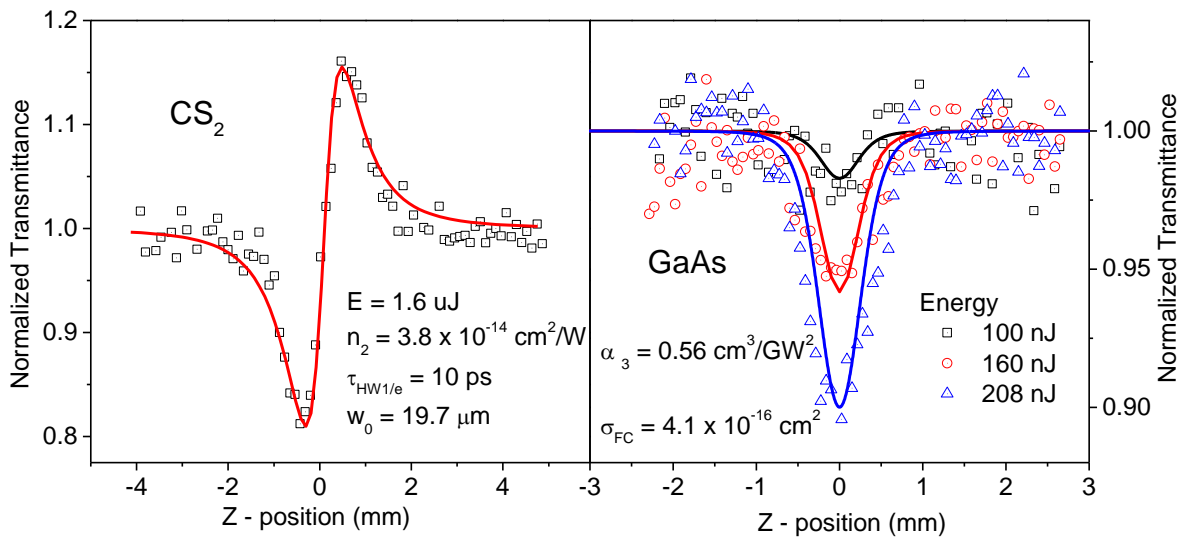 1.2
1.1
1.0
0.9
0.8
Normalized Transmittance
CS₂
E = 1.6 uJ
n₂ = 3.8 x 10⁻¹⁴ cm²/W
τ_HW1/e = 10 ps
w₀ = 19.7 μm
-4 -2 0 2 4
Z - position (mm)
GaAs
α₃ = 0.56 cm³/GW²
σ_FC = 4.1 x 10⁻¹⁶ cm²
Energy
100 nJ
160 nJ
208 nJ
-3 -2 -1 0 1 2 3
Z - position (mm)
1.00
0.95
0.90
Normalized Transmittance